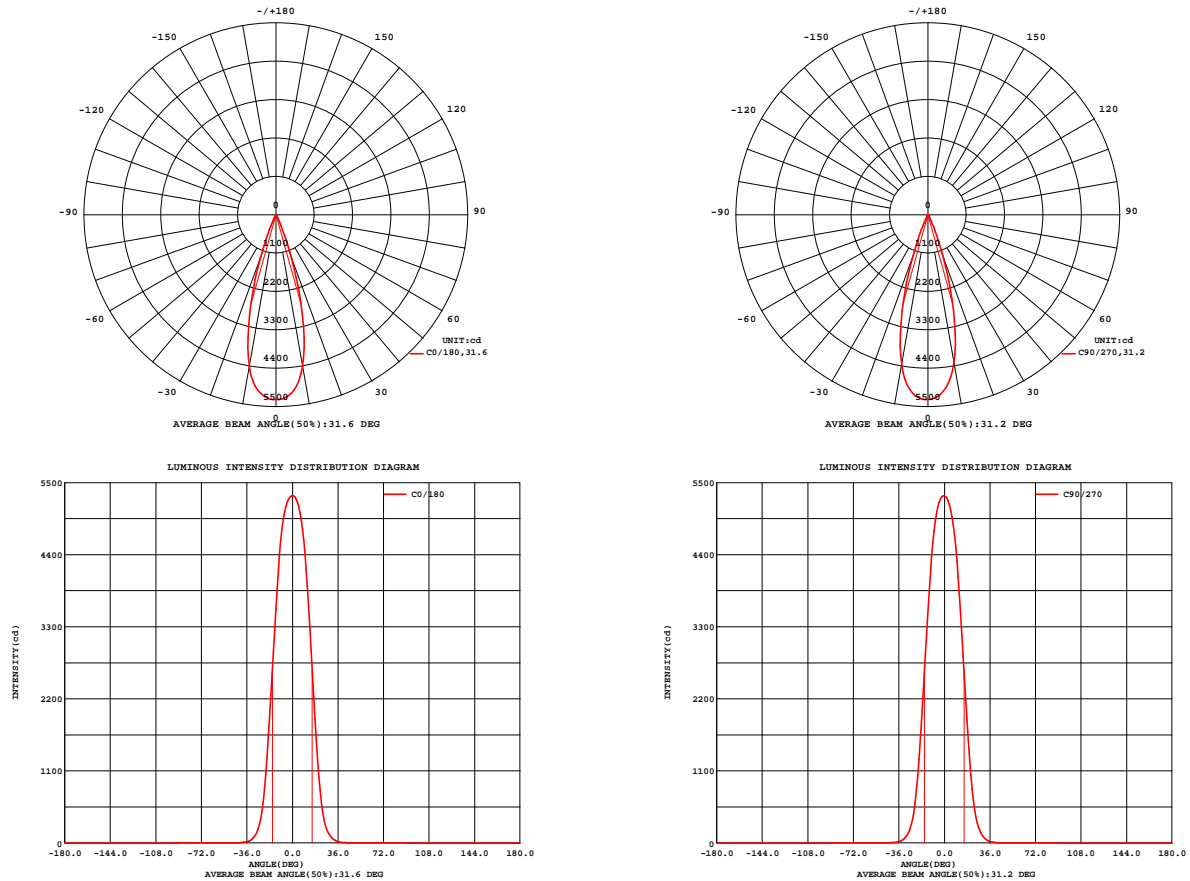 -/+180
-150 150
-120 120
-90 0 90
1100
2200
-60 3300 60
UNIT:cd
4400 C0/180,31.6
-30 5500 30
0
AVERAGE BEAM ANGLE(50%):31.6 DEG
-/+180
-150 150
-120 120
-90 0 90
1100
2200
-60 3300 60
UNIT:cd
4400 C90/270,31.2
-30 5500 30
0
AVERAGE BEAM ANGLE(50%):31.2 DEG
LUMINOUS INTENSITY DISTRIBUTION DIAGRAM
5500
C0/180
4400
3300
INTENSITY(cd)
2200
1100
0
-180.0 -144.0 -108.0 -72.0 -36.0 0.0 36.0 72.0 108.0 144.0 180.0
ANGLE(DEG)
AVERAGE BEAM ANGLE(50%):31.6 DEG
LUMINOUS INTENSITY DISTRIBUTION DIAGRAM
5500
C90/270
4400
3300
INTENSITY(cd)
2200
1100
0
-180.0 -144.0 -108.0 -72.0 -36.0 0.0 36.0 72.0 108.0 144.0 180.0
ANGLE(DEG)
AVERAGE BEAM ANGLE(50%):31.2 DEG